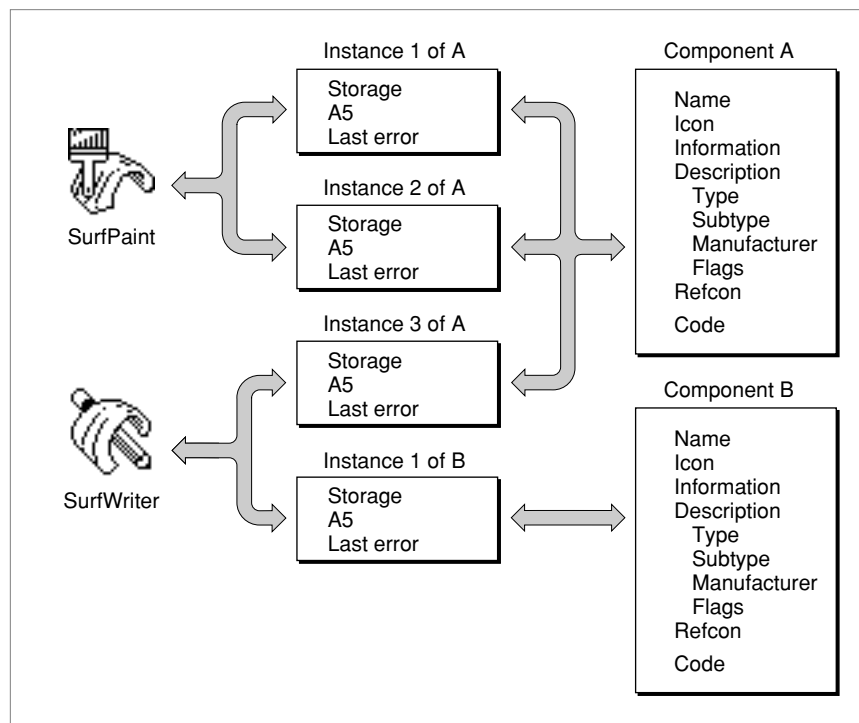 Instance 1 of A
Storage
A5
Last error
SurfPaint
Instance 2 of A
Storage
A5
Last error
Instance 3 of A
Storage
A5
Last error
SurfWriter
Instance 1 of B
Storage
A5
Last error
Component A
Name
Icon
Information
Description
Type
Subtype
Manufacturer
Flags
Refcon
Code
Component B
Name
Icon
Information
Description
Type
Subtype
Manufacturer
Flags
Refcon
Code